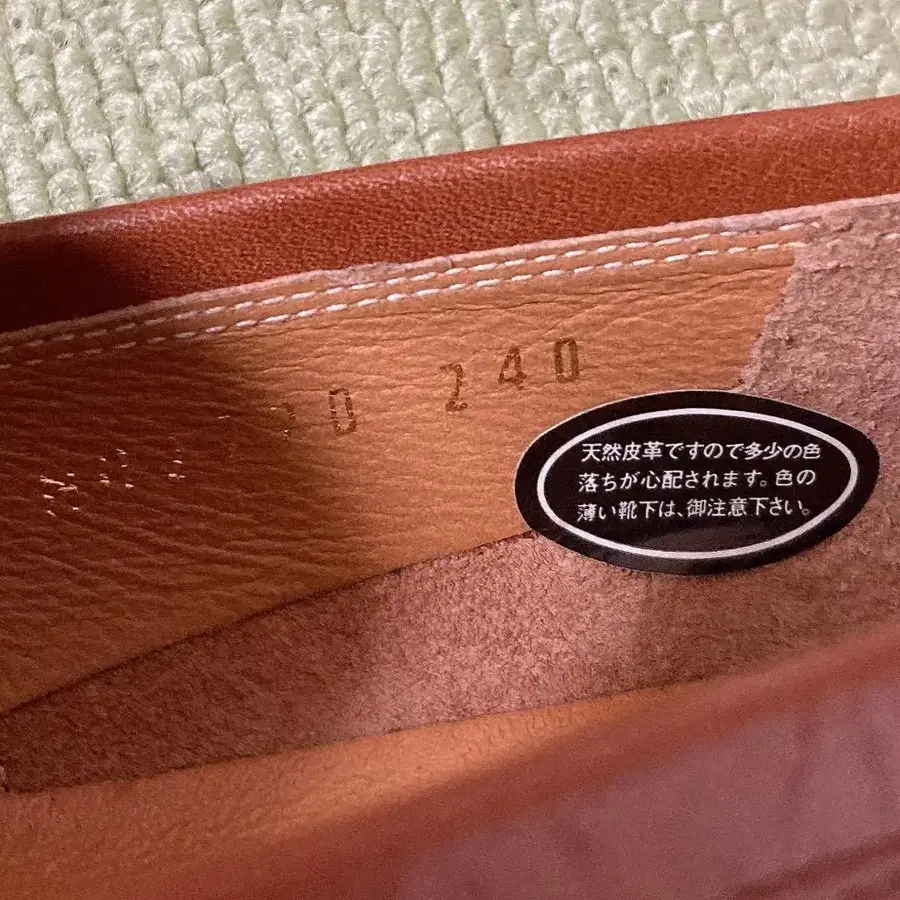 240
天然皮革ですので多少の色
落ちが心配されます。色の
薄い靴下は、御注意下さい。